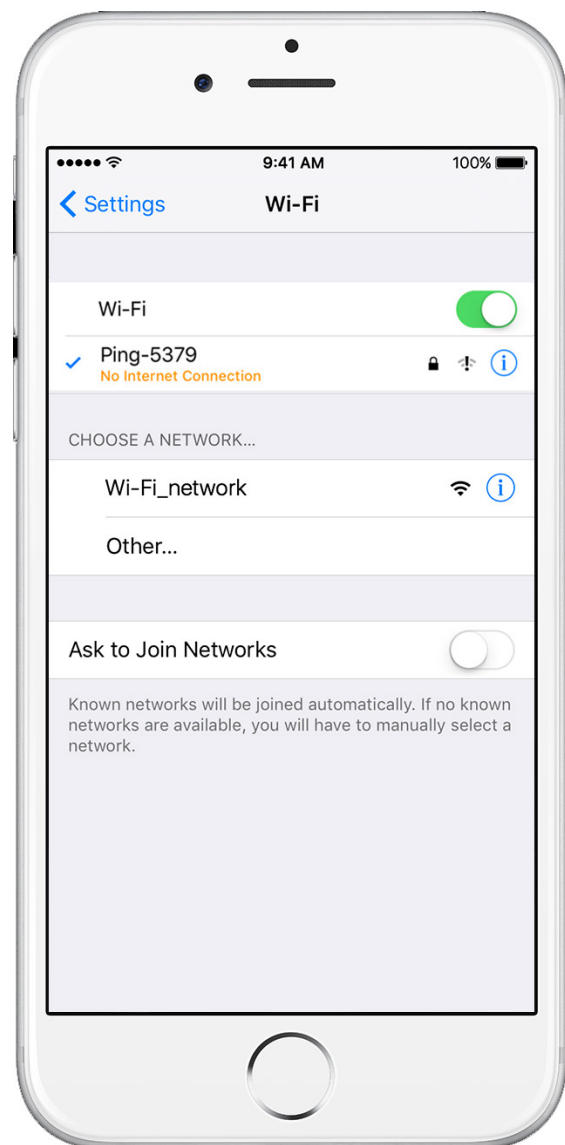 9:41 AM 100%
Settings Wi-Fi
Wi-Fi
Ping-5379
No Internet Connection
CHOOSE A NETWORK...
Wi-Fi_network
Other...
Ask to Join Networks
Known networks will be joined automatically. If no known
networks are available, you will have to manually select a
network.